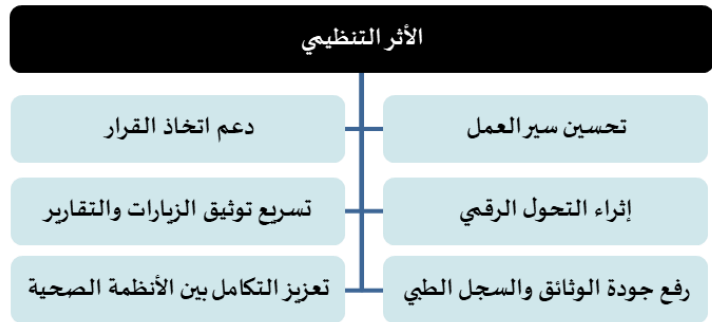 الأثر التنظيمي
تحسين سير العمل
دعم اتخاذ القرار
إثراء التحول الرقمي
تسريع توثيق الزيارات والتقارير
رفع جودة الوثائق والسجل الطبي
تعزيز التكامل بين الأنظمة الصحية